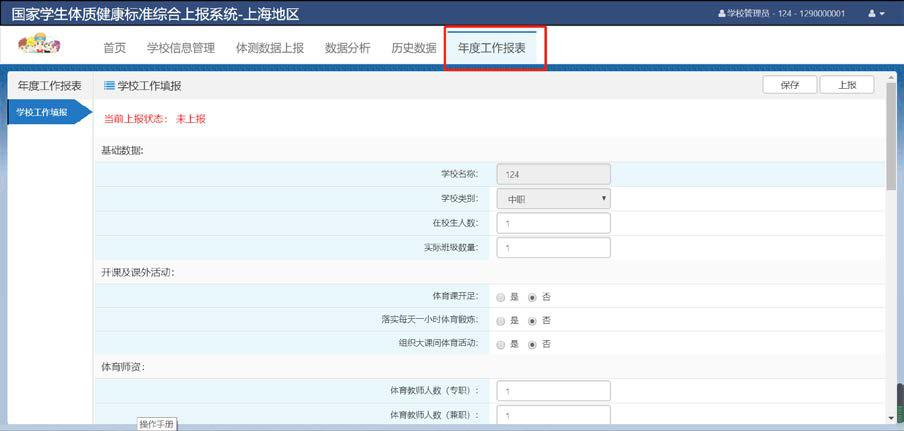 国家学生体质健康标准综合上报系统-上海地区
学校管理员 - 124 - 1290000001
首页 学校信息管理 体测数据上报 数据分析 历史数据 年度工作报表
年度工作报表
学校工作填报
学校工作填报
保存 上报
当前上报状态: 未上报
基础数据:
学校名称: 124
学校类别: 中职
在校生人数: 1
实际班级数量: 1
开课及课外活动:
体育课开足: 是 否
落实每天一小时体育锻炼: 是 否
组织大课间体育活动: 是 否
体育师资:
体育教师人数（专职）: 1
体育教师人数（兼职）: 1
操作手册